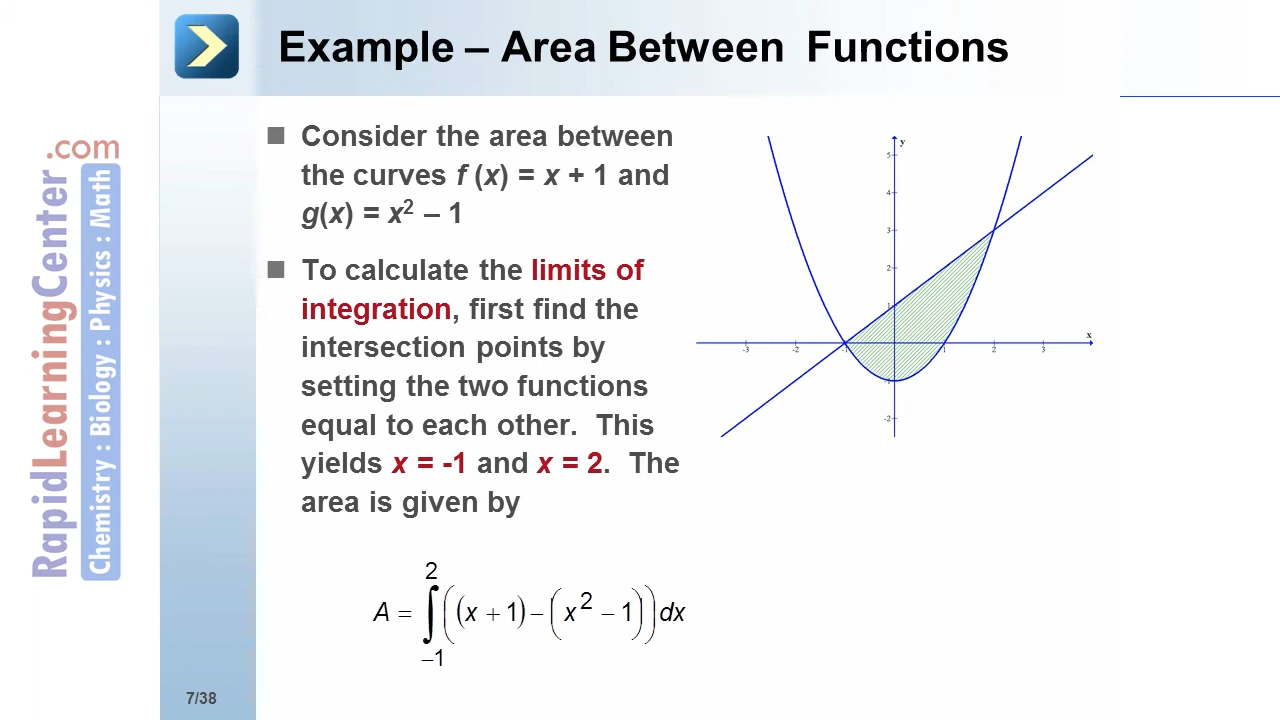 Example – Area Between Functions
.com
RapidLearningCenter
Chemistry : Biology : Physics : Math
■ Consider the area between
the curves f (x) = x + 1 and
g(x) = x² – 1
■ To calculate the limits of
integration, first find the
intersection points by
setting the two functions
equal to each other. This
yields x = -1 and x = 2. The
area is given by
2
A = ∫((x + 1) – (x² – 1))dx
–1
y
5
4
3
2
1
x
-3 -2 -1 1 2 3
-1
-2
7/38